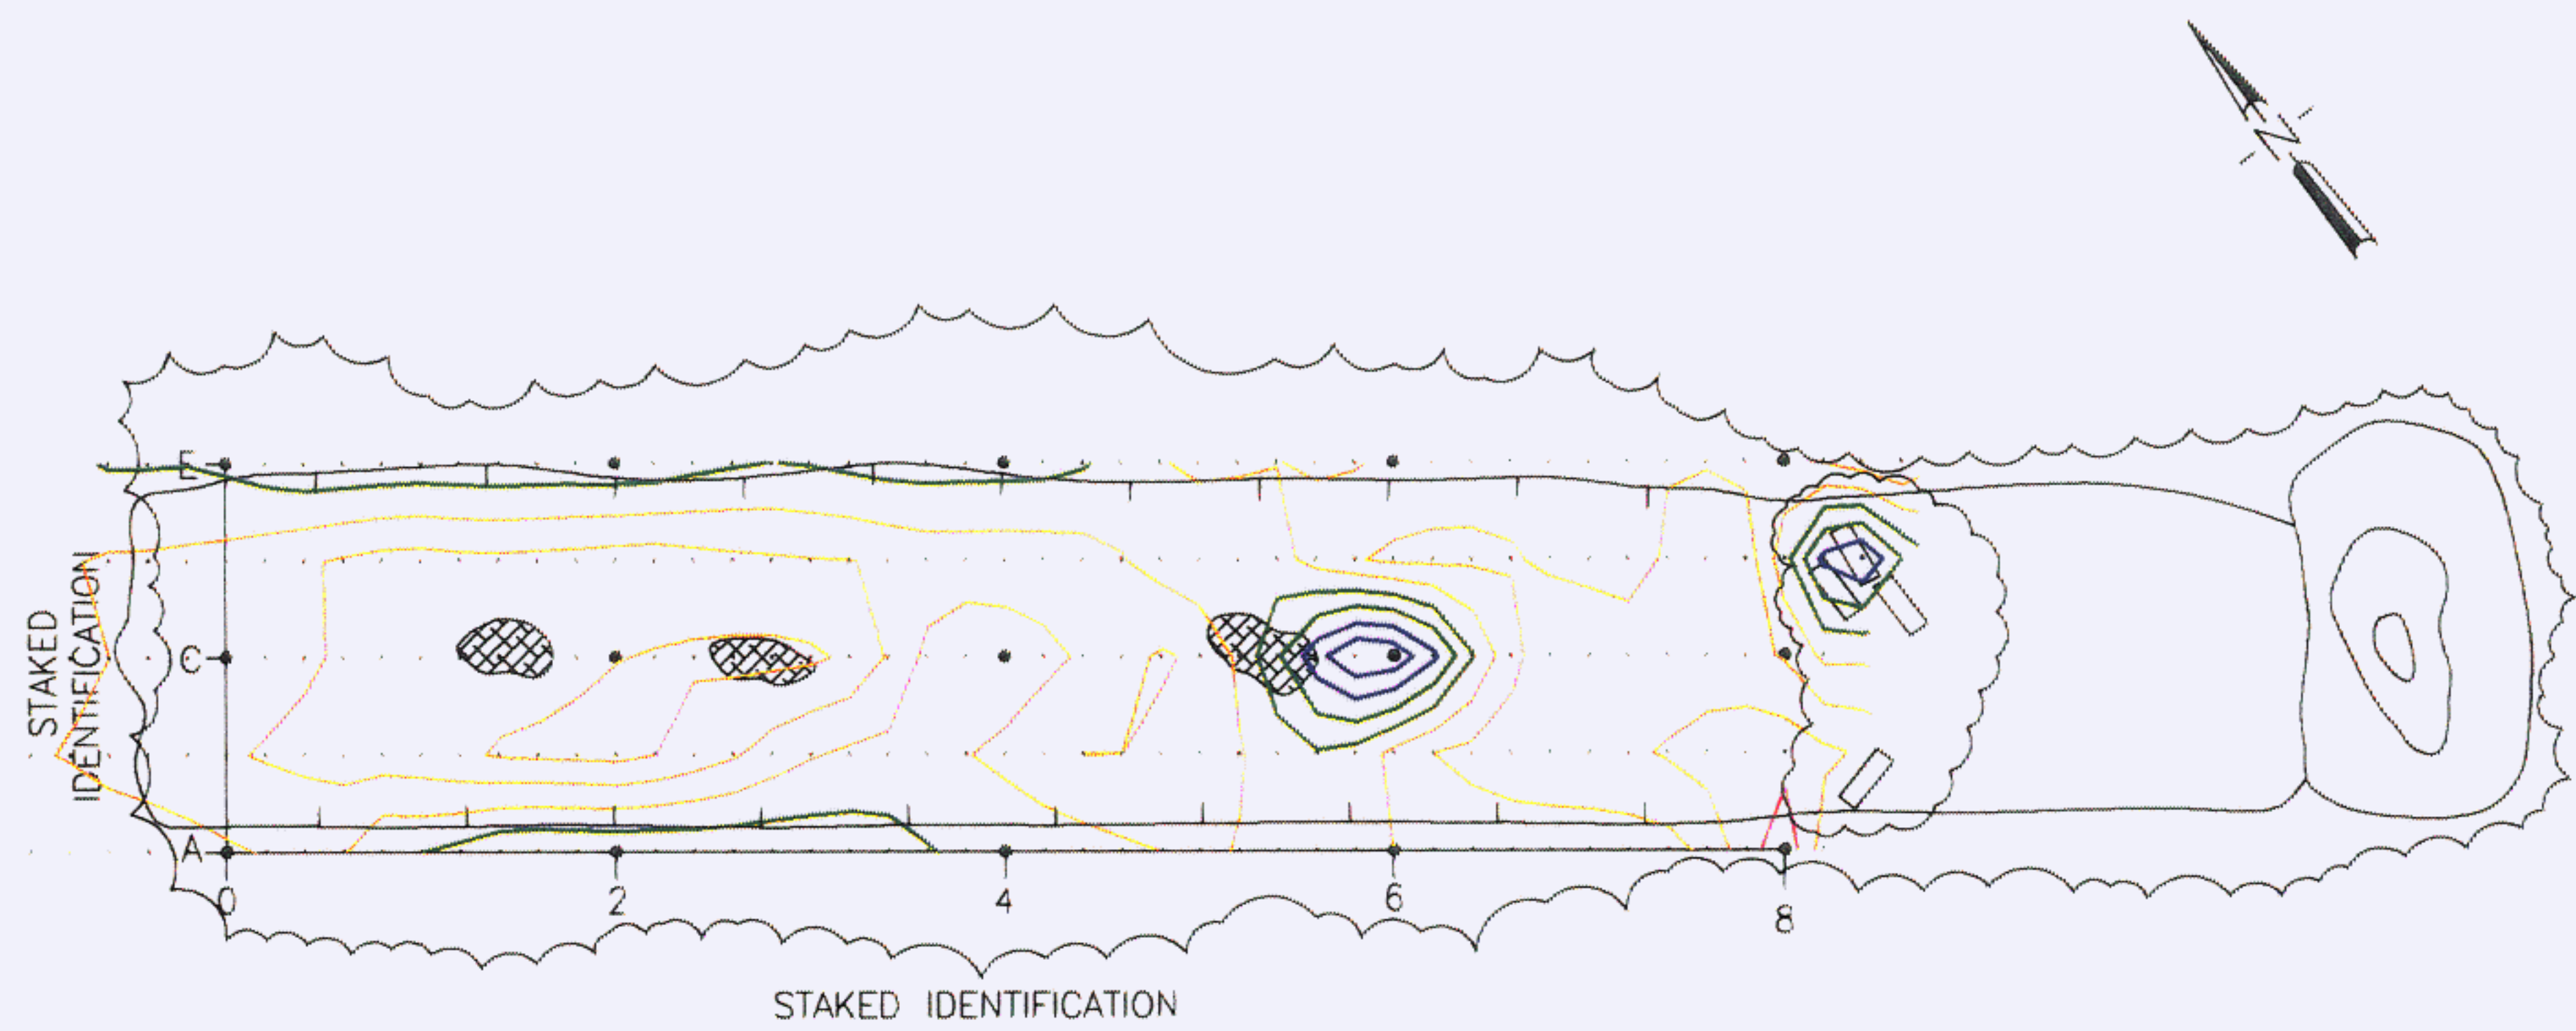 N
E
STAKED
IDENTIFICATION
C
A
0
2
4
6
8
STAKED IDENTIFICATION